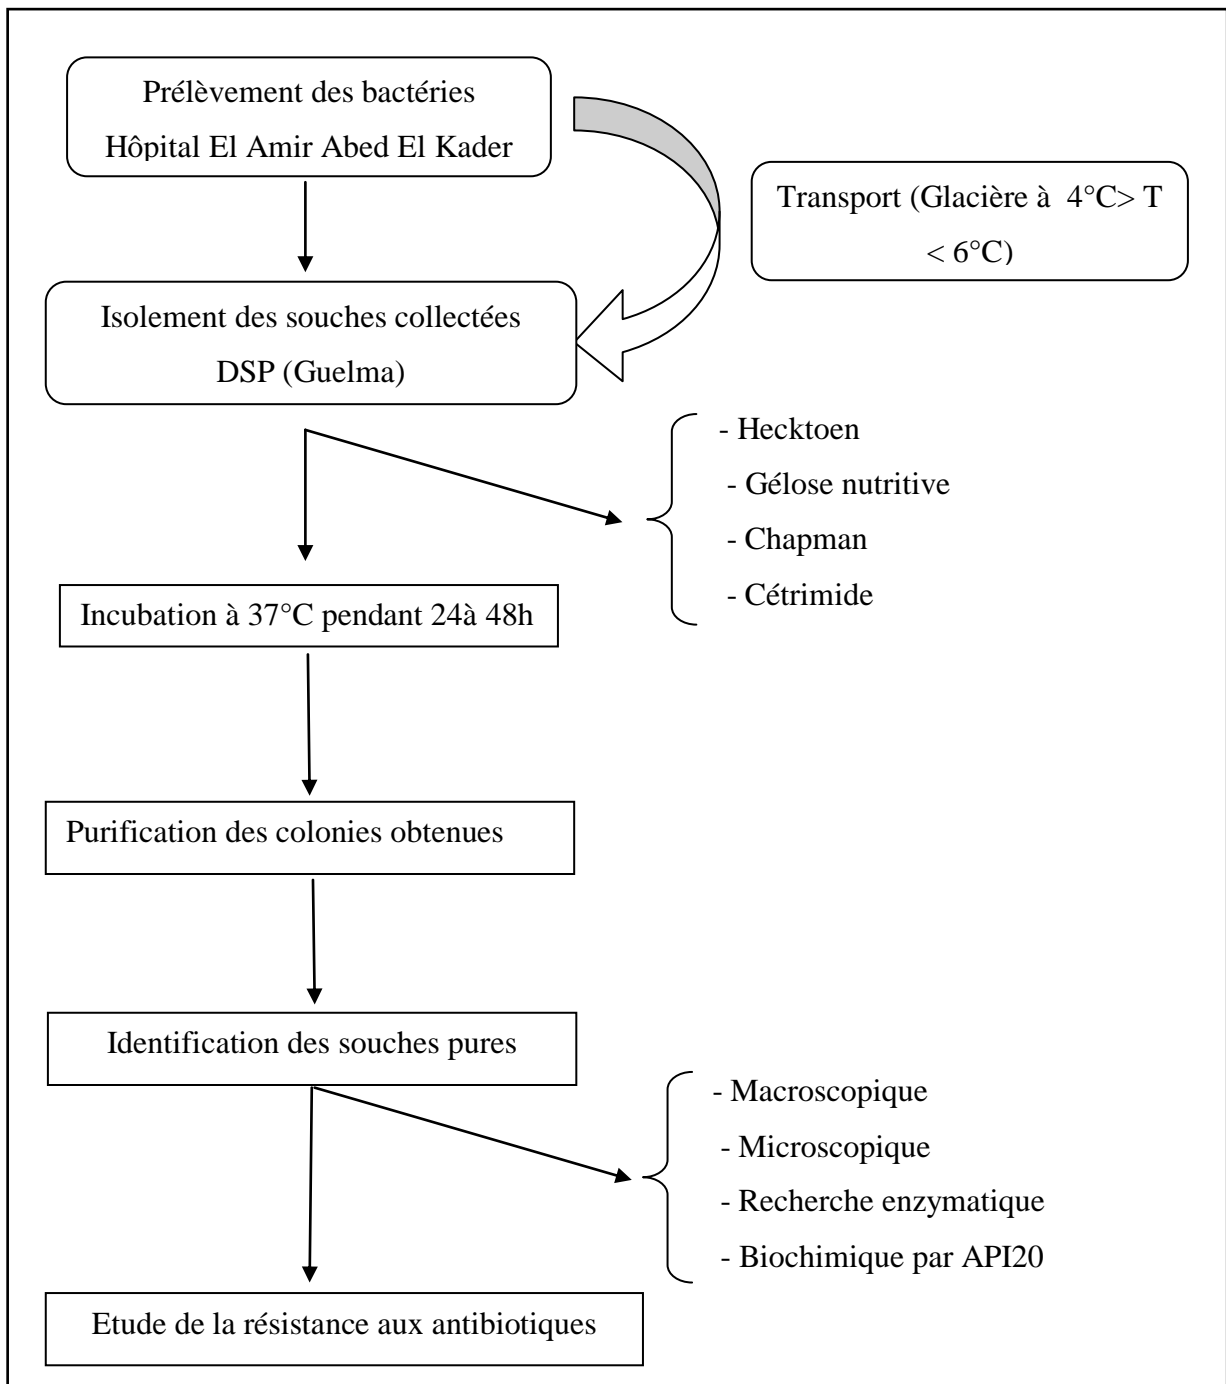 Prélèvement des bactéries
Hôpital El Amir Abed El Kader
Transport (Glacière à 4°C> T
< 6°C)
Isolement des souches collectées
DSP (Guelma)
- Hecktoen
- Gélose nutritive
- Chapman
- Cétrimide
Incubation à 37°C pendant 24à 48h
Purification des colonies obtenues
Identification des souches pures
- Macroscopique
- Microscopique
- Recherche enzymatique
- Biochimique par API20
Etude de la résistance aux antibiotiques